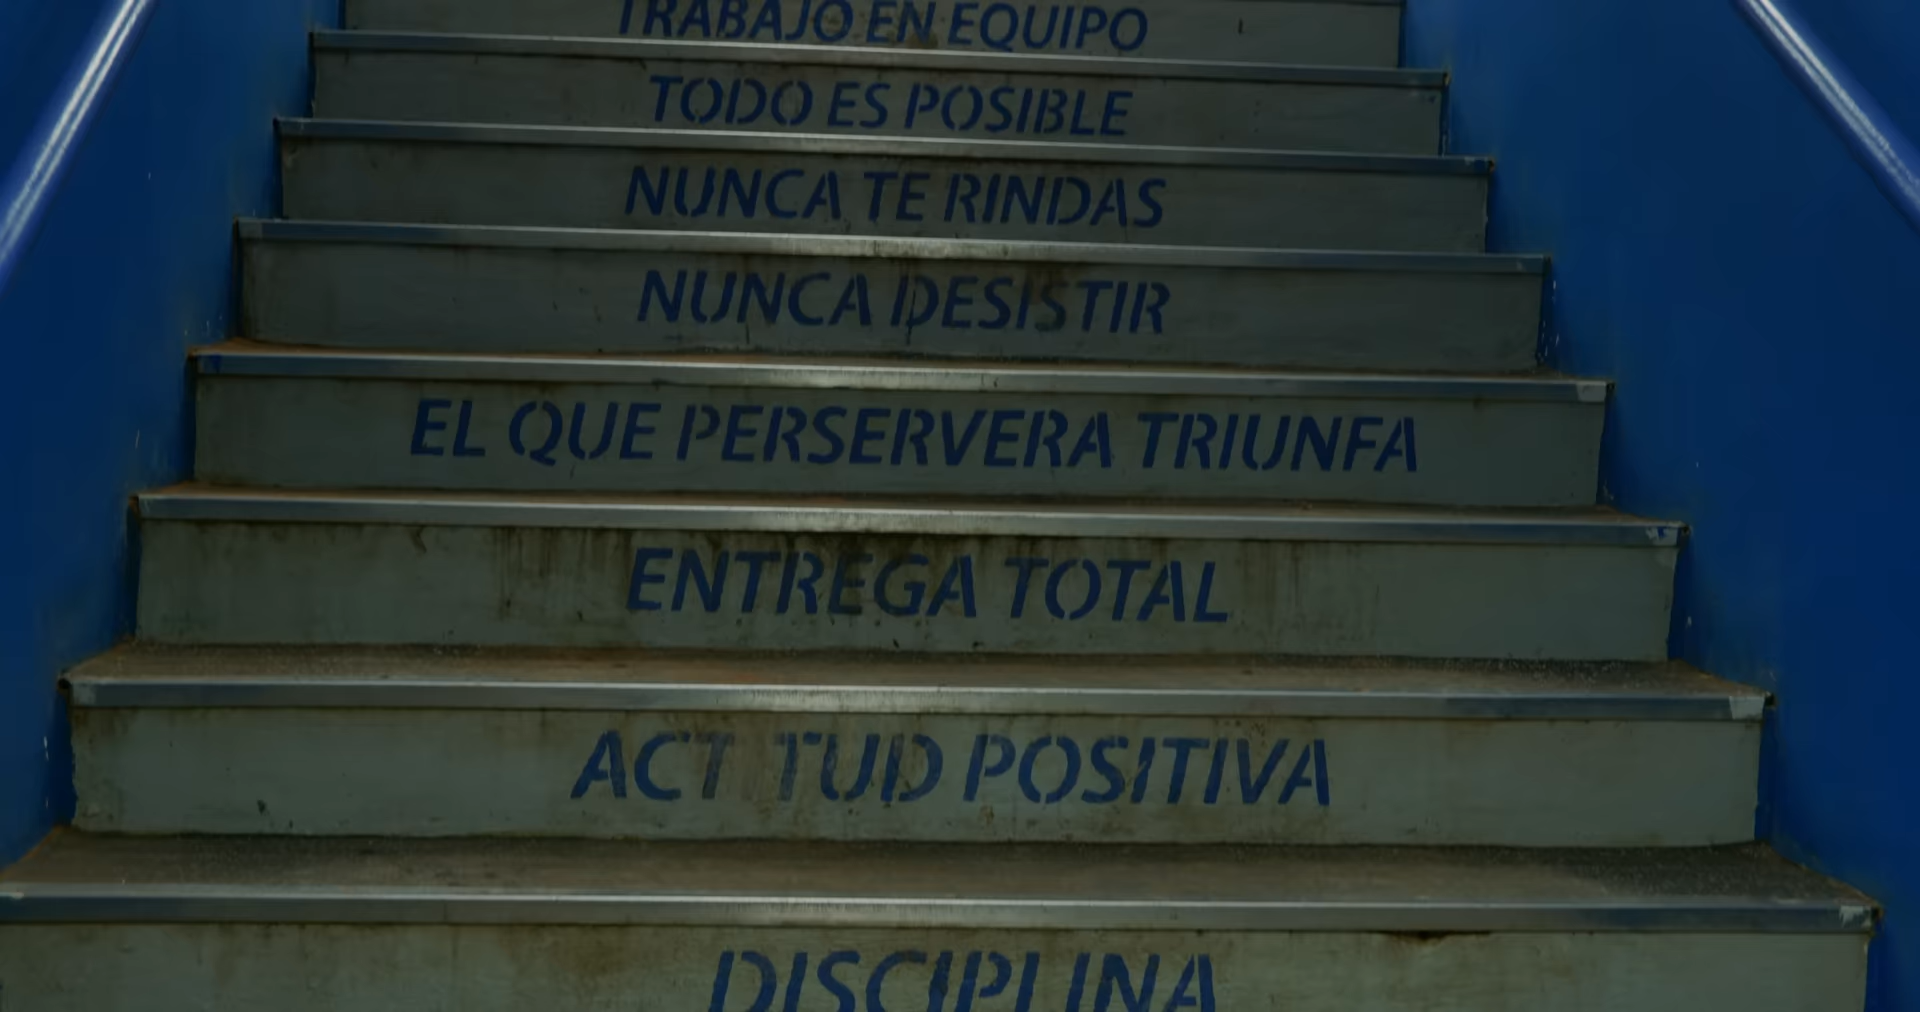 TRABAJO EN EQUIPO
TODO ES POSIBLE
NUNCA TE RINDAS
NUNCA DESISTIR
EL QUE PERSERVERA TRIUNFA
ENTREGA TOTAL
ACT TUD POSITIVA
DISCIPLINA